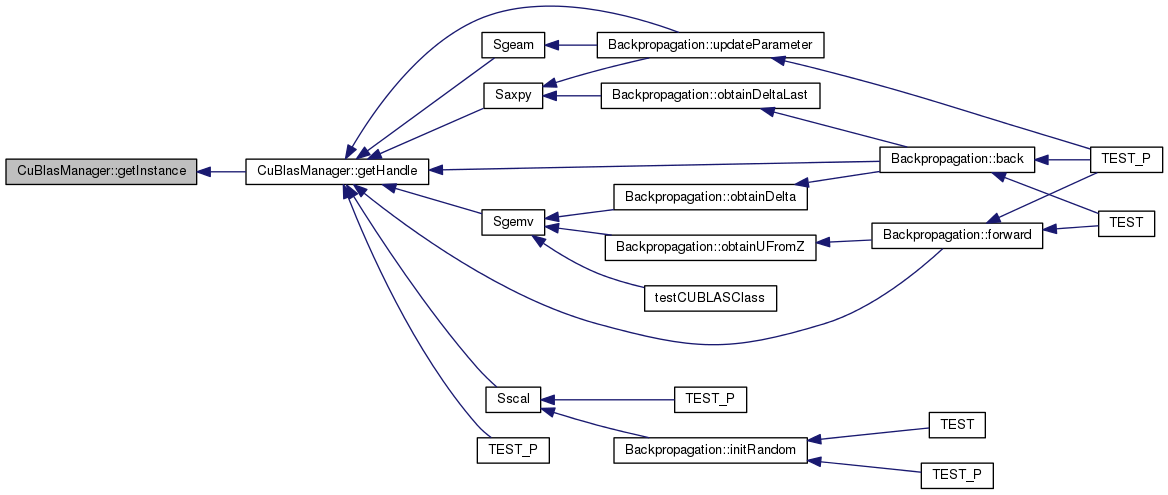 Sgeam
Backpropagation::updateParameter
Saxpy
Backpropagation::obtainDeltaLast
CuBlasManager::getInstance
CuBlasManager::getHandle
Backpropagation::back
TEST_P
Backpropagation::obtainDelta
Sgemv
TEST
Backpropagation::obtainUFromZ
Backpropagation::forward
testCUBLASClass
Sscal
TEST_P
TEST
TEST_P
Backpropagation::initRandom
TEST_P